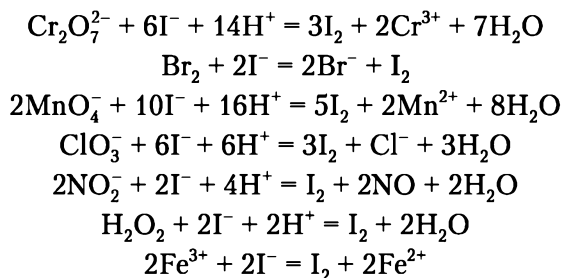 Cr₂O₇²⁻ + 6I⁻ + 14H⁺ = 3I₂ + 2Cr³⁺ + 7H₂O
Br₂ + 2I⁻ = 2Br⁻ + I₂
2MnO₄⁻ + 10I⁻ + 16H⁺ = 5I₂ + 2Mn²⁺ + 8H₂O
ClO₃⁻ + 6I⁻ + 6H⁺ = 3I₂ + Cl⁻ + 3H₂O
2NO₂⁻ + 2I⁻ + 4H⁺ = I₂ + 2NO + 2H₂O
H₂O₂ + 2I⁻ + 2H⁺ = I₂ + 2H₂O
2Fe³⁺ + 2I⁻ = I₂ + 2Fe²⁺